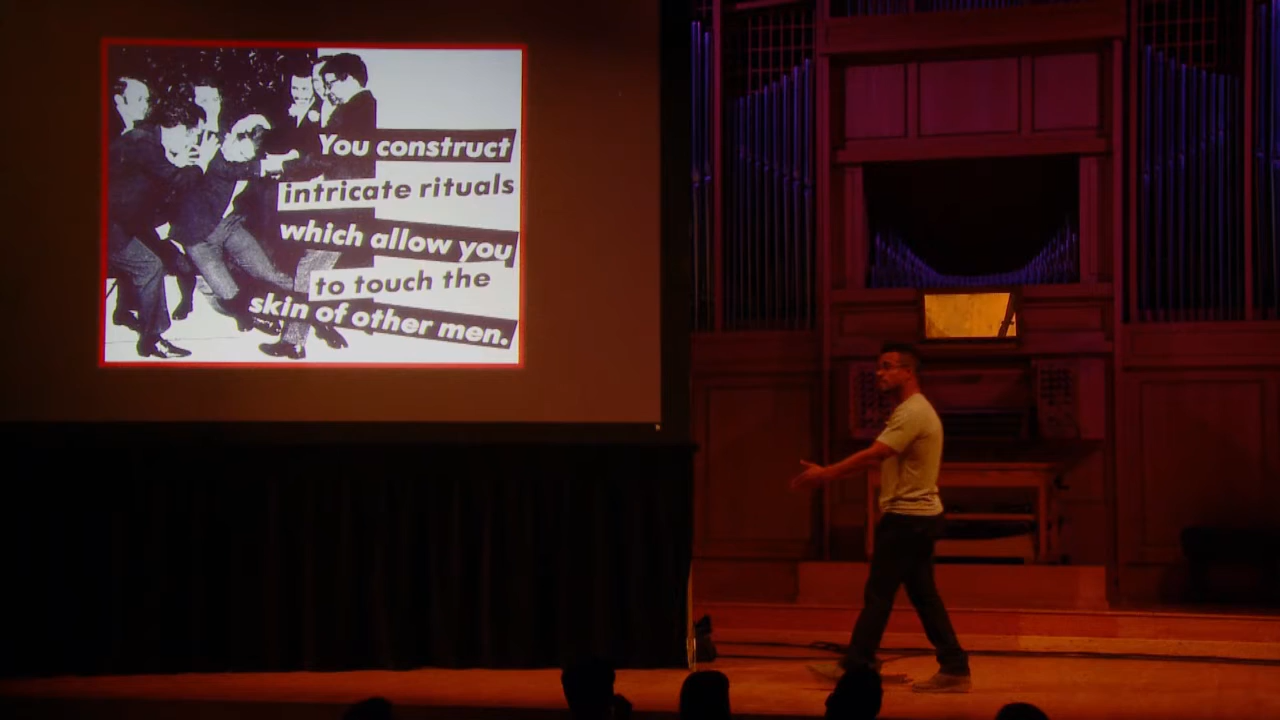 You construct
intricate rituals
which allow you
to touch the
skin of other men.